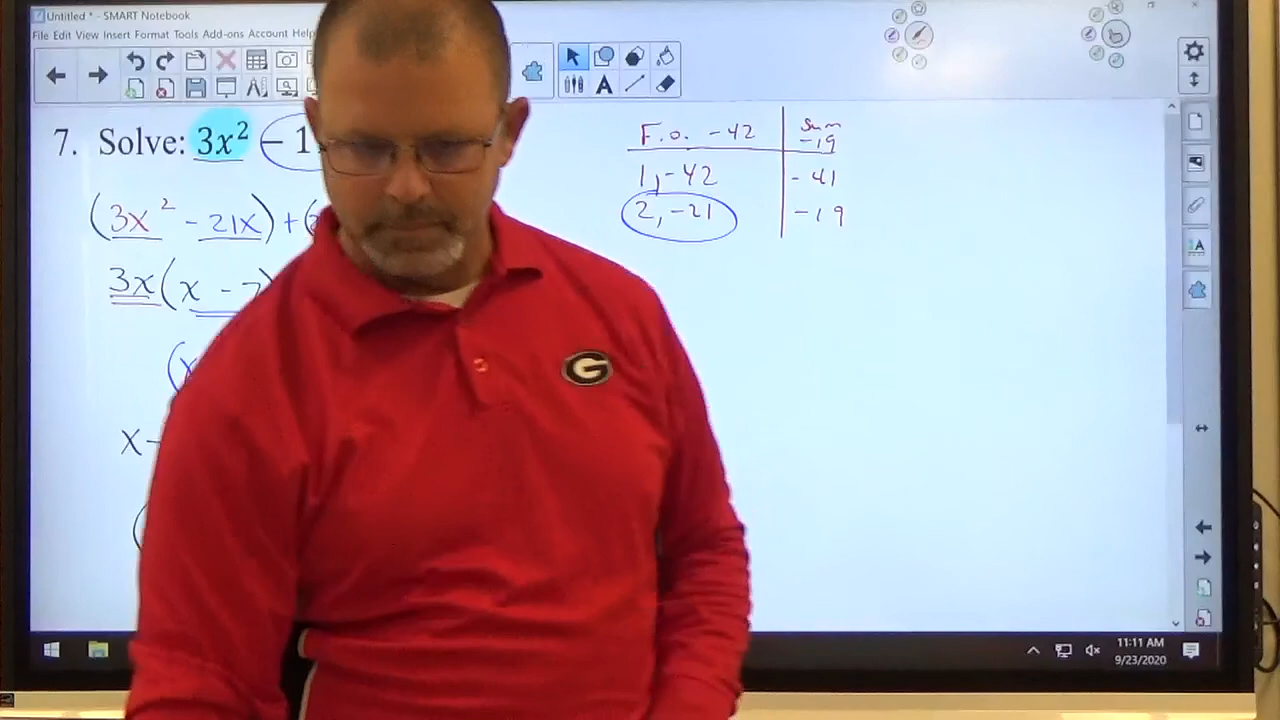 Untitled * - SMART Notebook
File Edit View Insert Format Tools Add-ons Account Help
7. Solve: 3x² − 1
F.o. -42 Sum -19
1, -42 -41
2, -21 -19
(3x² - 21x) + (
3x(x - 7
(x
x-
G
11:11 AM
9/23/2020